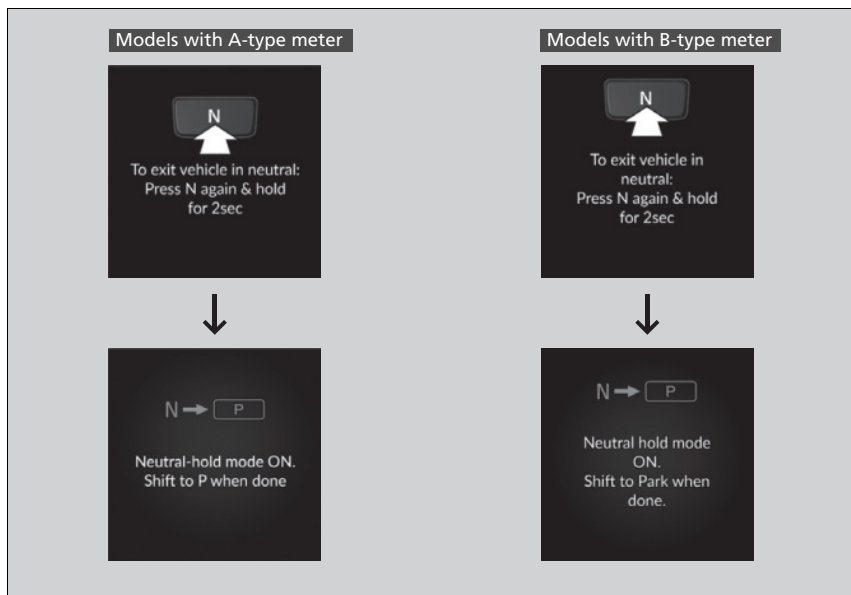 Models with A-type meter
N
To exit vehicle in neutral:
Press N again & hold
for 2sec
N → P
Neutral-hold mode ON.
Shift to P when done
Models with B-type meter
N
To exit vehicle in
neutral:
Press N again & hold
for 2sec
N → P
Neutral hold mode
ON.
Shift to Park when
done.